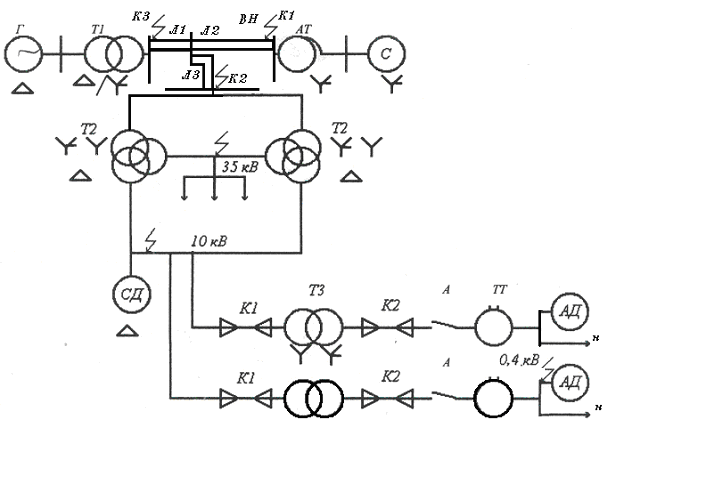 Г Т1 К3 Л1 Л2 ВН К1 АТ С
Л3 К2
Т2 Т2
35 кВ
10 кВ
СД
К1 Т3 К2 А ТТ АД
н
К1 К2 А 0,4 кВ АД
н